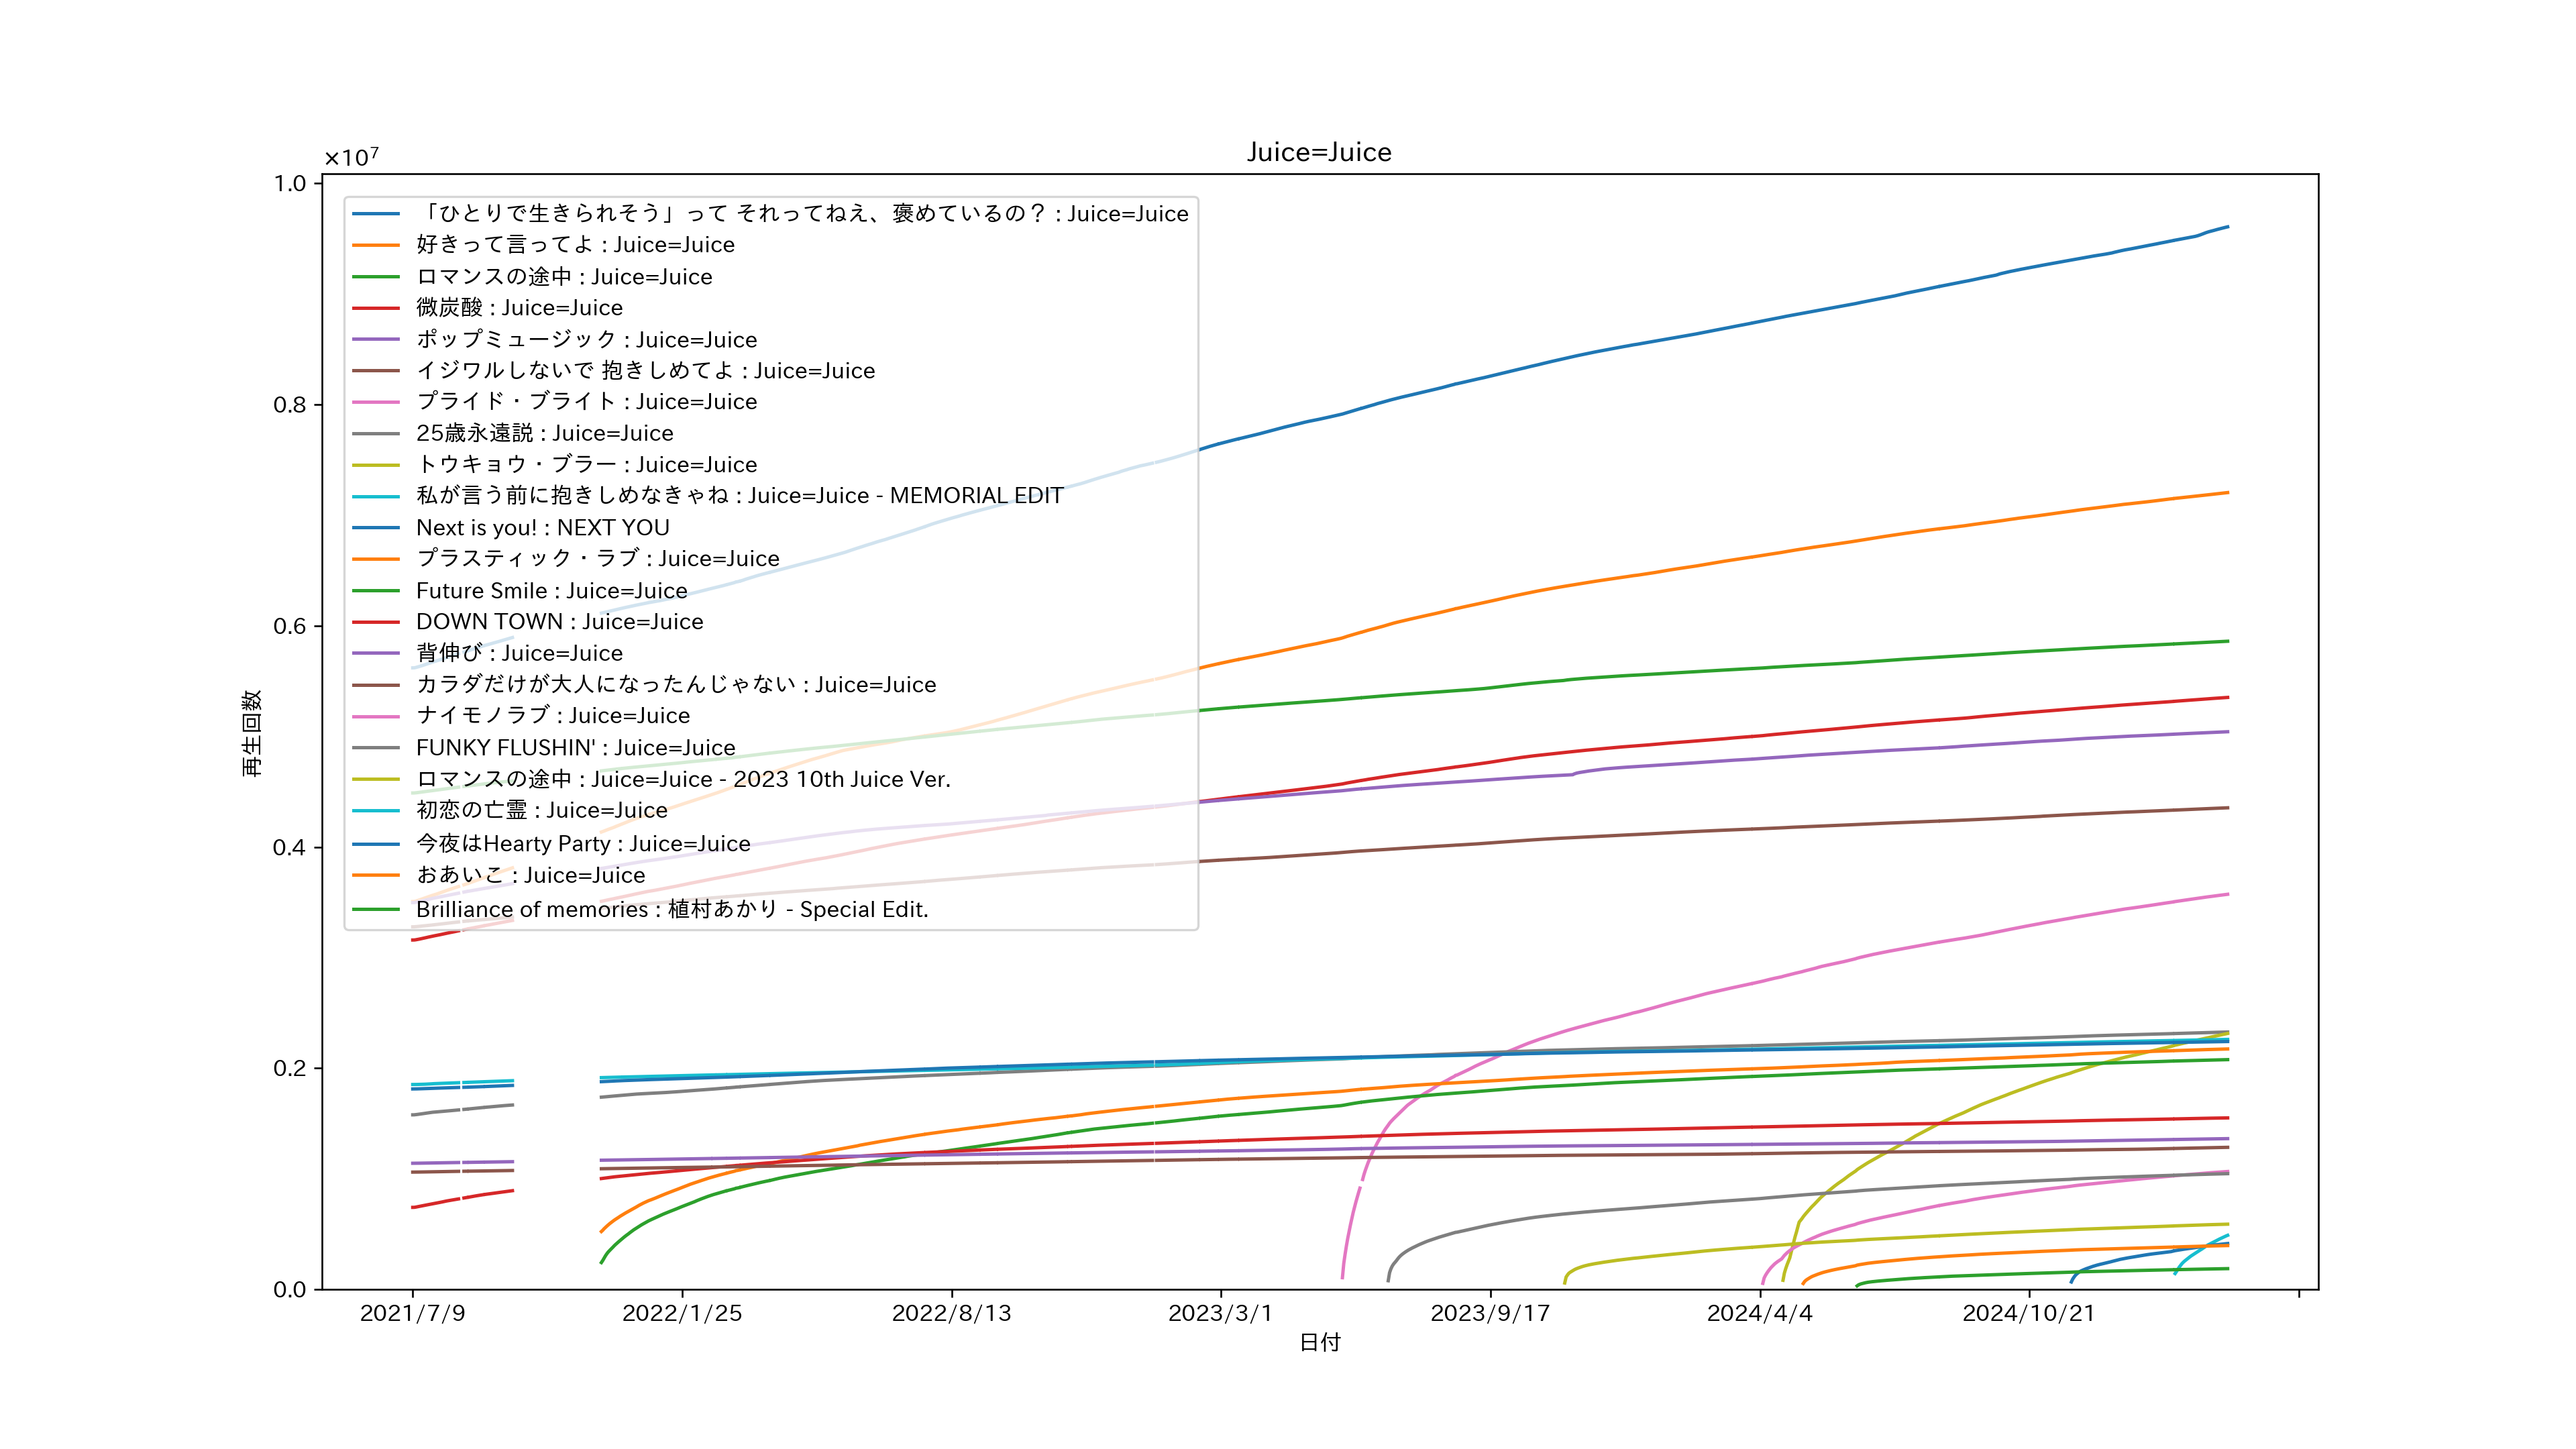 Juice=Juice
×10⁷
1.0
0.8
0.6
0.4
0.2
0.0
再生回数
「ひとりで生きられそう」って それってねえ、褒めているの？ : Juice=Juice
好きって言ってよ : Juice=Juice
ロマンスの途中 : Juice=Juice
微炭酸 : Juice=Juice
ポップミュージック : Juice=Juice
イジワルしないで 抱きしめてよ : Juice=Juice
プライド・ブライト : Juice=Juice
25歳永遠説 : Juice=Juice
トウキョウ・ブラー : Juice=Juice
私が言う前に抱きしめなきゃね : Juice=Juice - MEMORIAL EDIT
Next is you! : NEXT YOU
プラスティック・ラブ : Juice=Juice
Future Smile : Juice=Juice
DOWN TOWN : Juice=Juice
背伸び : Juice=Juice
カラダだけが大人になったんじゃない : Juice=Juice
ナイモノラブ : Juice=Juice
FUNKY FLUSHIN' : Juice=Juice
ロマンスの途中 : Juice=Juice - 2023 10th Juice Ver.
初恋の亡霊 : Juice=Juice
今夜はHearty Party : Juice=Juice
おあいこ : Juice=Juice
Brilliance of memories : 植村あかり - Special Edit.
2021/7/9
2022/1/25
2022/8/13
2023/3/1
2023/9/17
2024/4/4
2024/10/21
日付